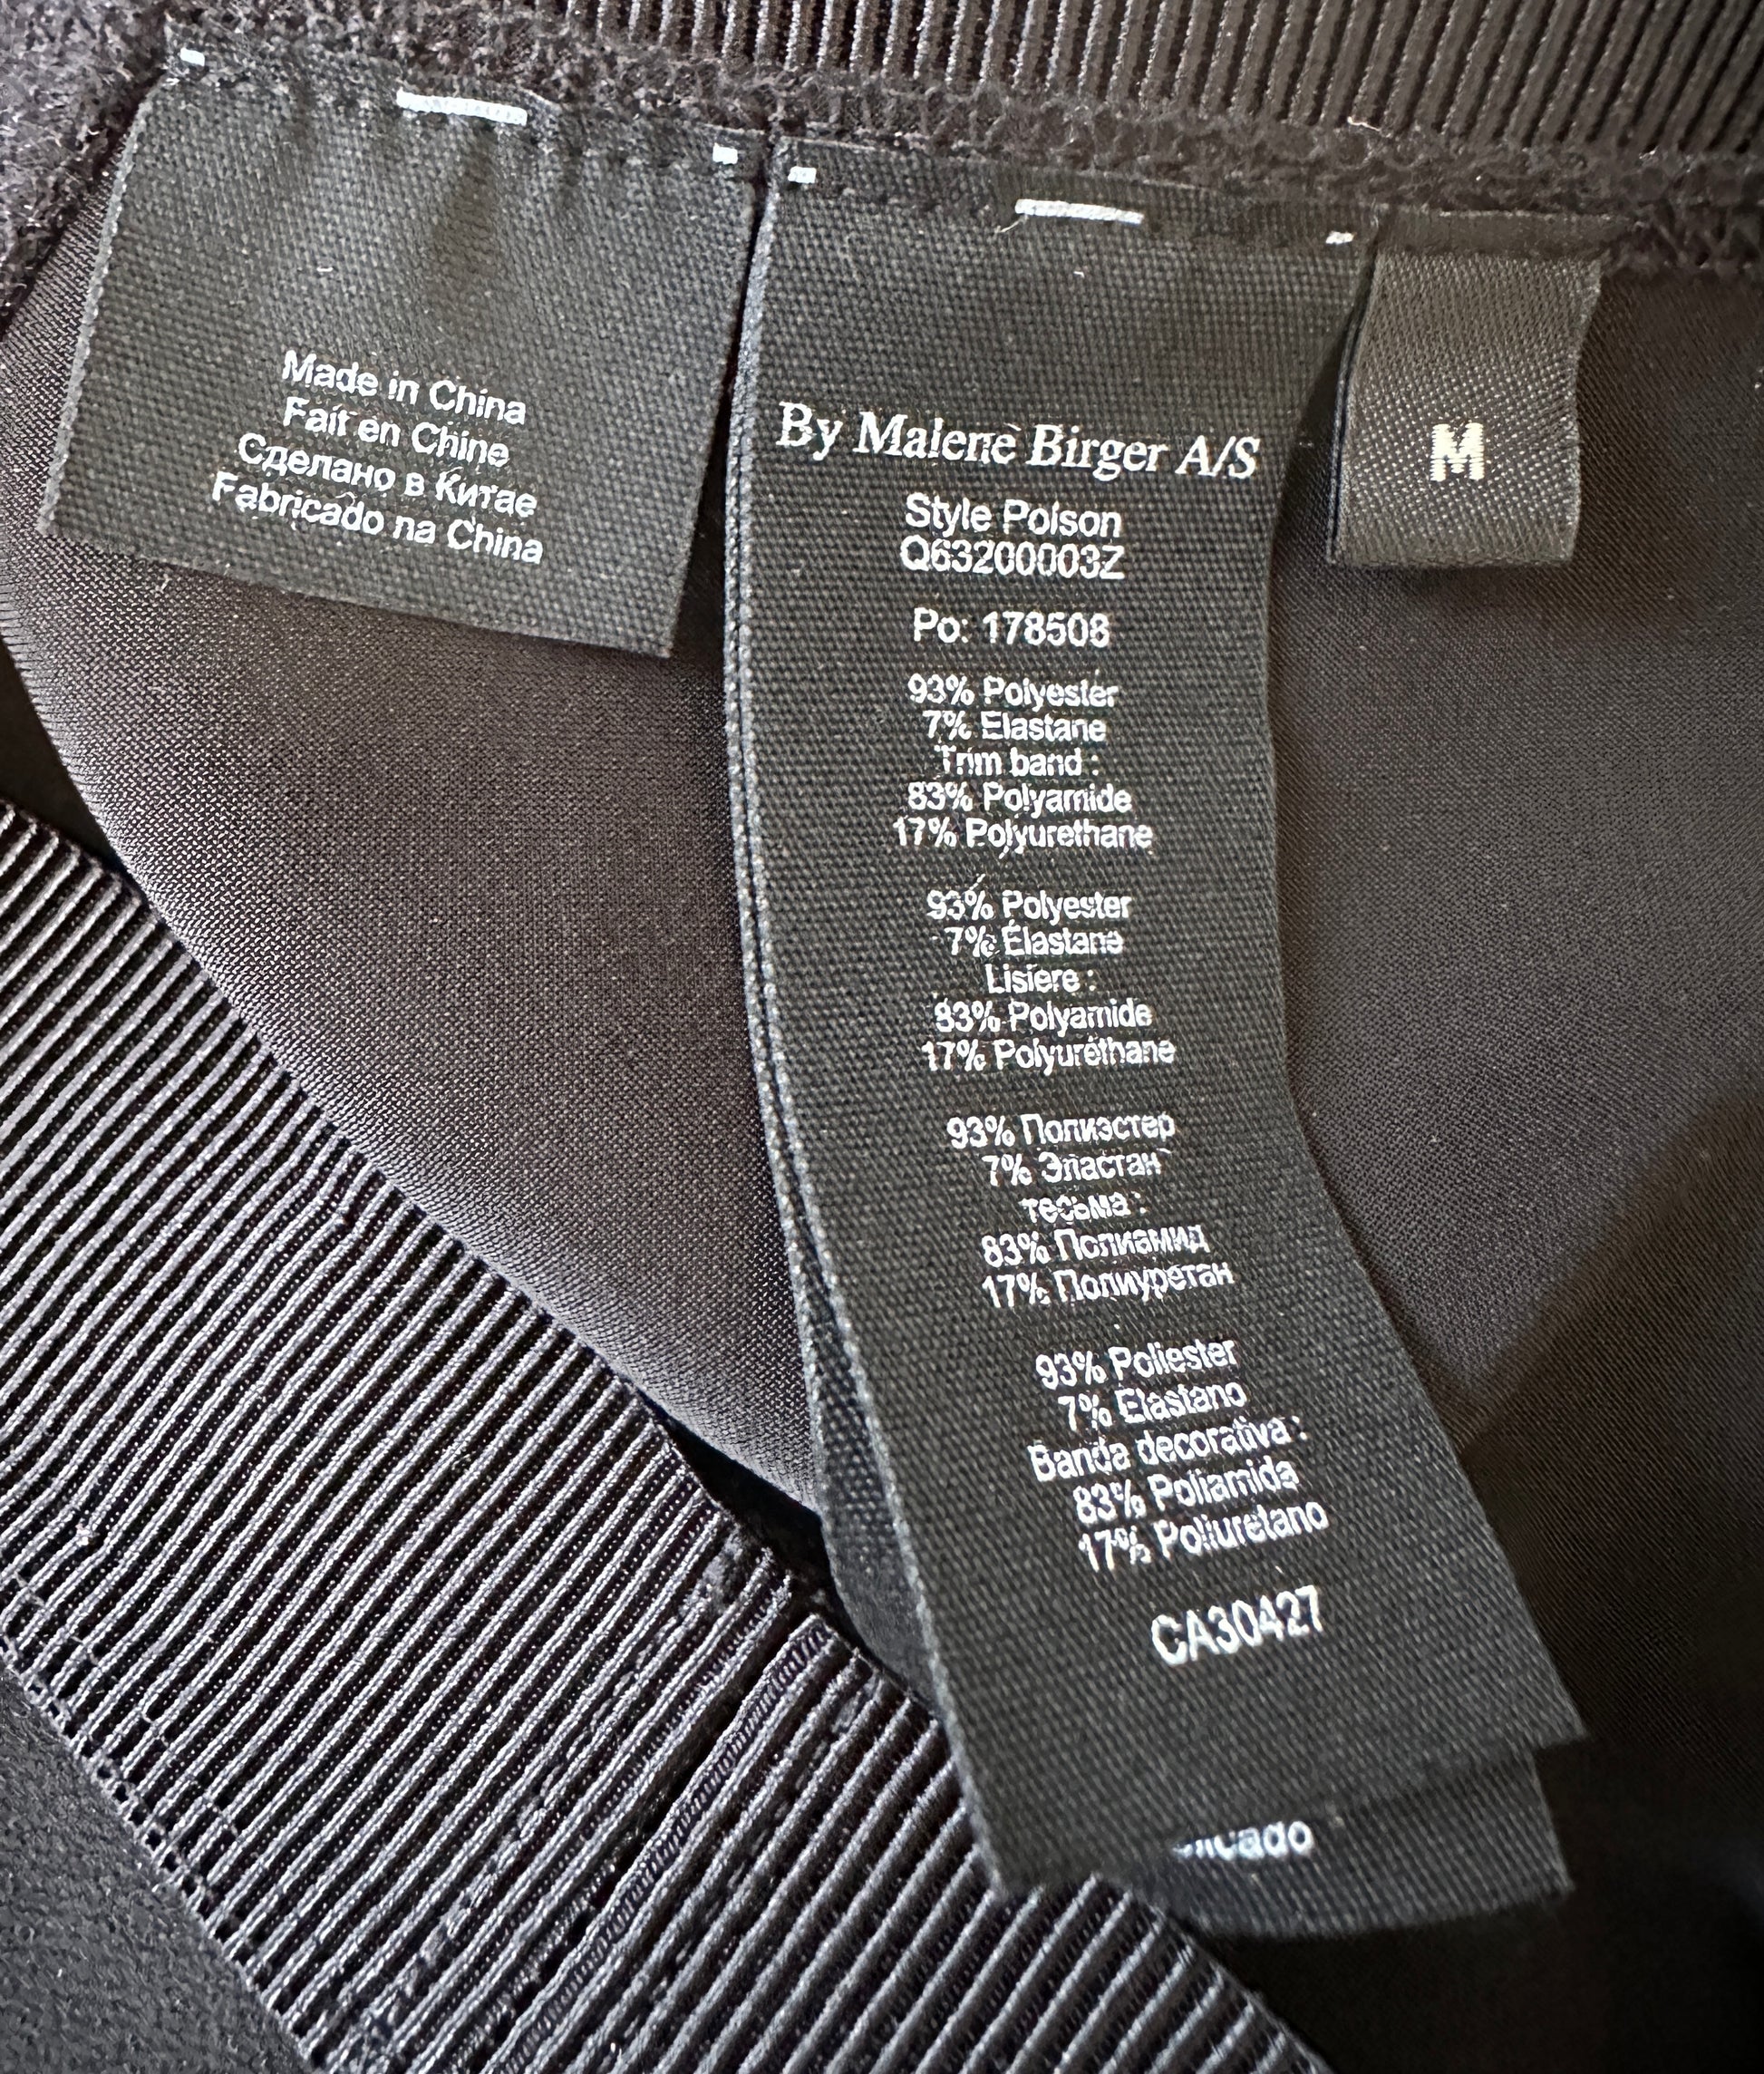 Made in China
Fait en Chine
Сделано в Китае
Fabricado na China
By Malene Birger A/S
Style Polson
Q63200003Z
Po: 178508
93% Polyester
7% Elastane
Trim band :
83% Polyamide
17% Polyurethane
93% Polyester
7% Élastane
Lisiere :
83% Polyamide
17% Polyuréthane
93% Полиэстер
7% Эластан
тесьма :
83% Полиамид
17% Полиуретан
93% Poliester
7% Elastano
Banda decorativa :
83% Poliamida
17% Poliuretano
CA30427
M